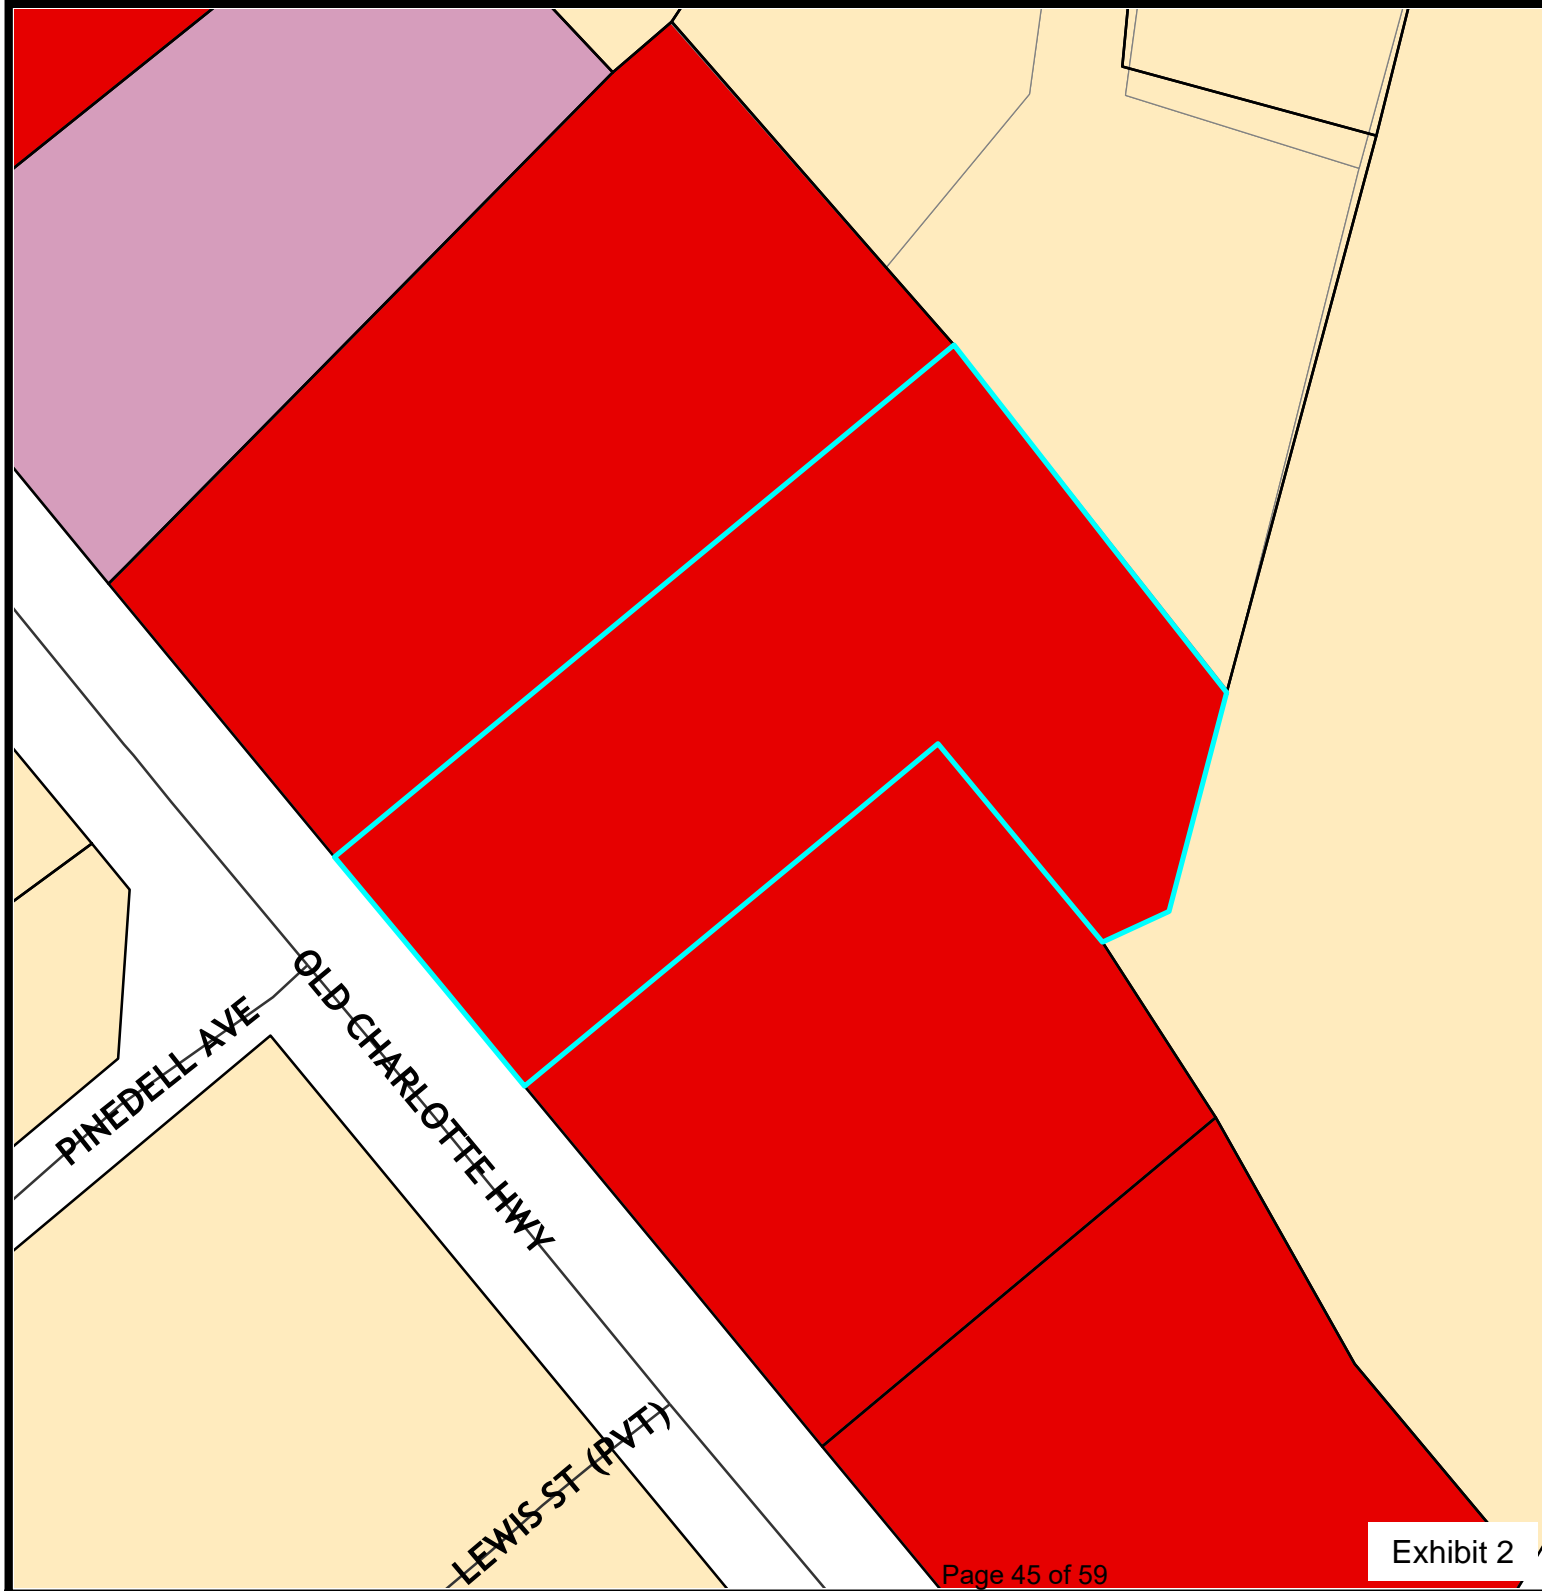 OLD CHARLOTTE HWY
PINEDELL AVE
LEWIS ST (PVT)
Exhibit 2
Page 45 of 59